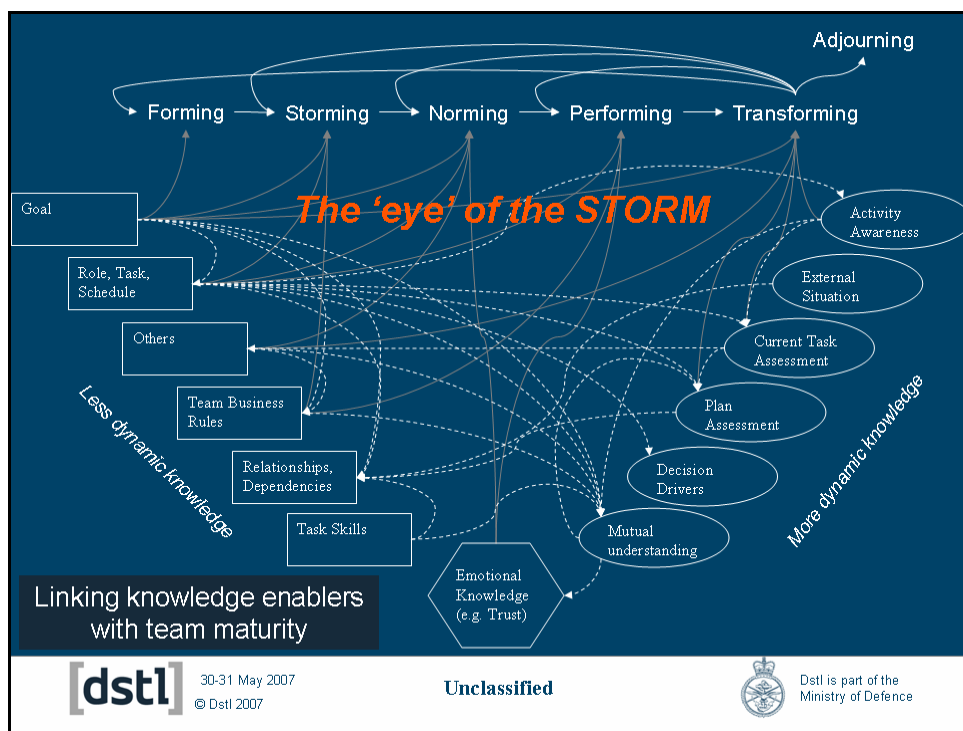 Adjourning
Forming
Storming
Norming
Performing
Transforming
The ‘eye’ of the STORM
Goal
Role, Task,
Schedule
Others
Team Business
Rules
Relationships,
Dependencies
Task Skills
Less dynamic knowledge
Activity
Awareness
External
Situation
Current Task
Assessment
Plan
Assessment
Decision
Drivers
Mutual
understanding
More dynamic knowledge
Emotional
Knowledge
(e.g. Trust)
Linking knowledge enablers
with team maturity
[dstl]
30-31 May 2007
© Dstl 2007
Unclassified
Dstl is part of the
Ministry of Defence